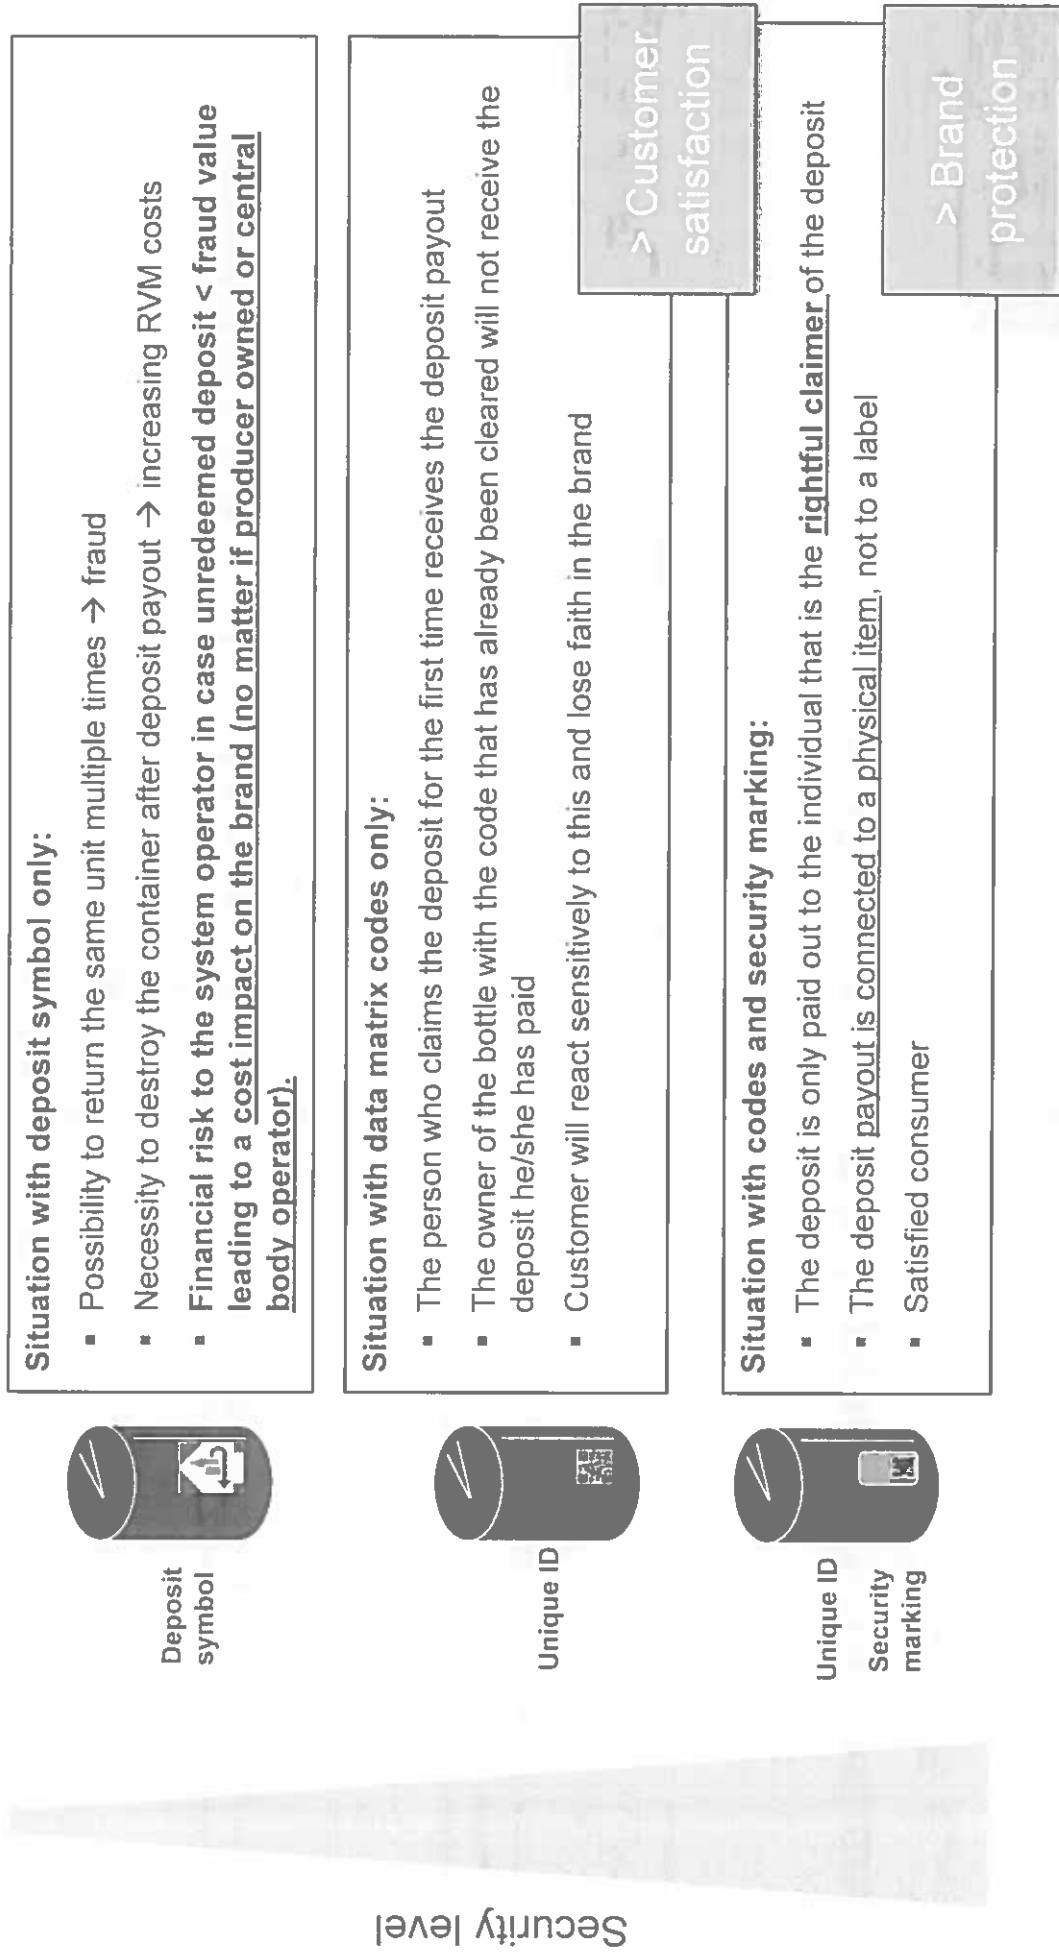 Security level
Deposit
symbol
Situation with deposit symbol only:
▪ Possibility to return the same unit multiple times → fraud
▪ Necessity to destroy the container after deposit payout → increasing RVM costs
▪ Financial risk to the system operator in case unredeemed deposit < fraud value
leading to a cost impact on the brand (no matter if producer owned or central
body operator).
Unique ID
Situation with data matrix codes only:
▪ The person who claims the deposit for the first time receives the deposit payout
▪ The owner of the bottle with the code that has already been cleared will not receive the
deposit he/she has paid
▪ Customer will react sensitively to this and lose faith in the brand
> Customer
satisfaction
Unique ID
Security
marking
Situation with codes and security marking:
▪ The deposit is only paid out to the individual that is the rightful claimer of the deposit
▪ The deposit payout is connected to a physical item, not to a label
▪ Satisfied consumer
> Brand
protection